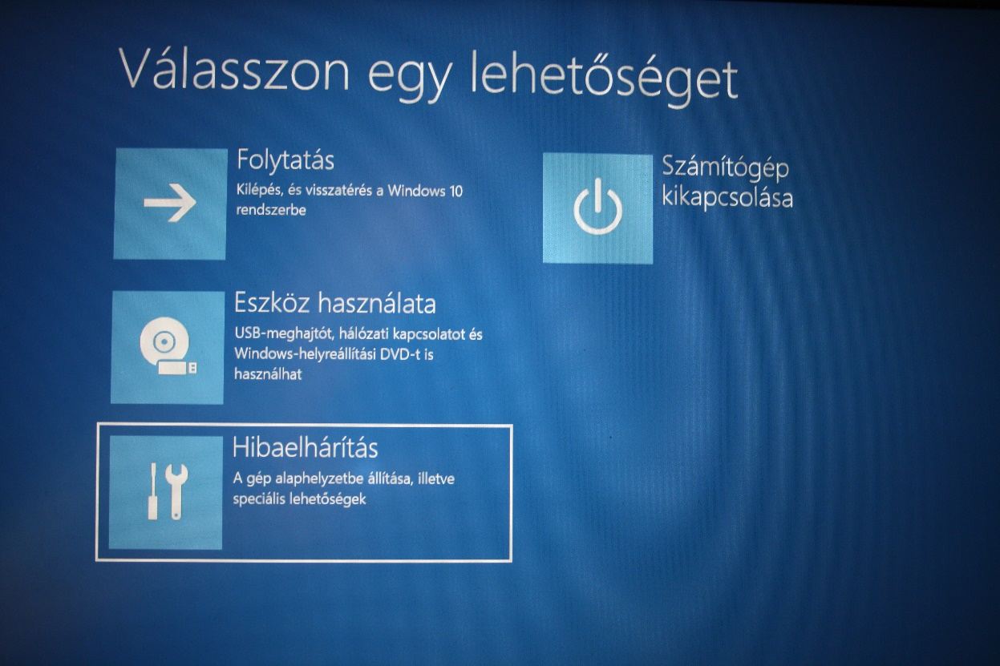 Válasszon egy lehetőséget
Folytatás
Kilépés, és visszatérés a Windows 10
rendszerbe
Eszköz használata
USB-meghajtót, hálózati kapcsolatot és
Windows-helyreállítási DVD-t is
használhat
Hibaelhárítás
A gép alaphelyzetbe állítása, illetve
speciális lehetőségek
Számítógép
kikapcsolása